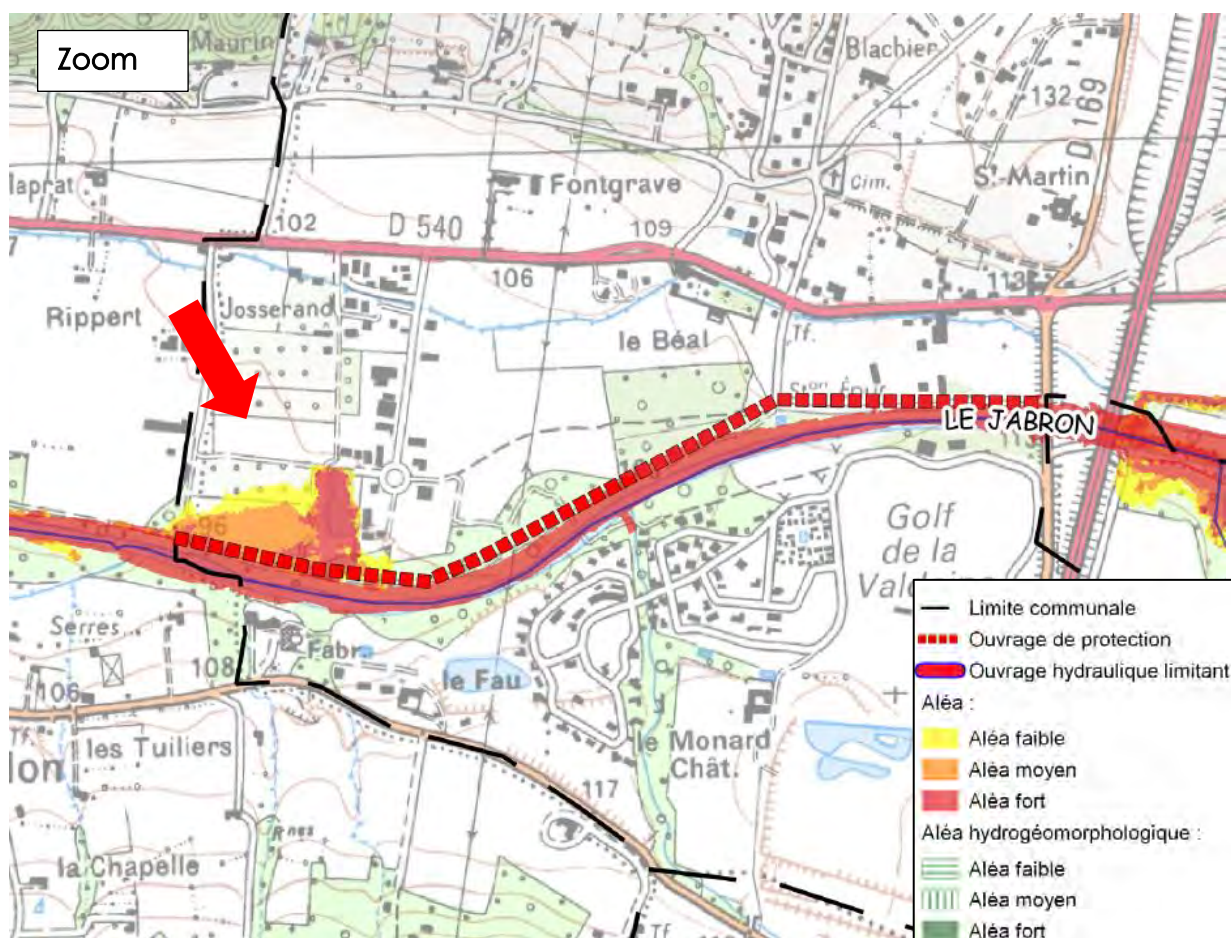 Zoom
Maurin
Blachier
132
D 169
laprat
Fontgrave
Cim.
St-Martin
102
D 540
109
106
113
Rippert
Josserand
le Béal
Tf.
LE JABRON
96
Golf
de la
Serres
108
Fabr.
le Fau
106
Tf.
les Tuiliers
le Monard
Chât.
117
la Chapelle
Tf
Limite communale
Ouvrage de protection
Ouvrage hydraulique limitant
Aléa :
Aléa faible
Aléa moyen
Aléa fort
Aléa hydrogéomorphologique :
Aléa faible
Aléa moyen
Aléa fort